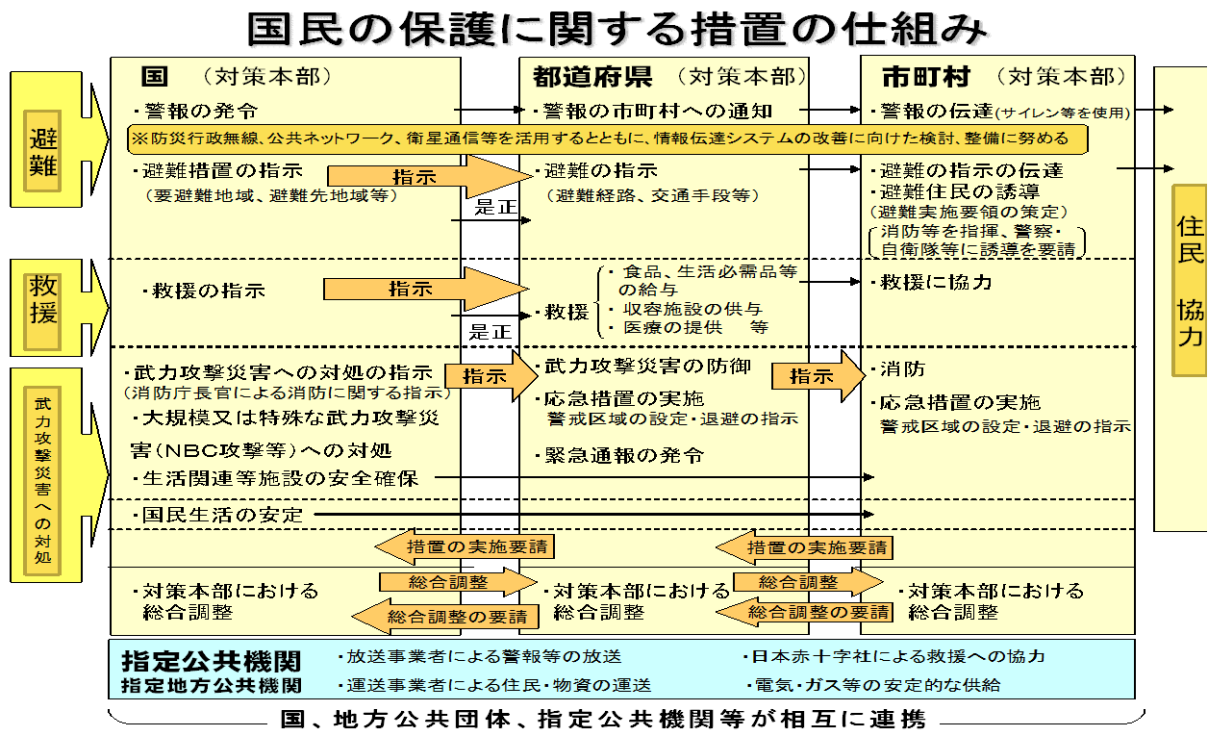 国民の保護に関する措置の仕組み
避難
国 (対策本部)
都道府県 (対策本部)
市町村 (対策本部)
・警報の発令
・警報の市町村への通知
・警報の伝達(サイレン等を使用)
※防災行政無線、公共ネットワーク、衛星通信等を活用するとともに、情報伝達システムの改善に向けた検討、整備に努める
・避難措置の指示
(要避難地域、避難先地域等)
指示
是正
・避難の指示
(避難経路、交通手段等)
・避難の指示の伝達
・避難住民の誘導
(避難実施要領の策定)
消防等を指揮、警察・
自衛隊等に誘導を要請
住民 協力
救援
・救援の指示
指示
是正
・救援
・食品、生活必需品等
の給与
・収容施設の供与
・医療の提供 等
・救援に協力
武力攻撃災害への対処
・武力攻撃災害への対処の指示
(消防庁長官による消防に関する指示)
・大規模又は特殊な武力攻撃災
害(NBC攻撃等)への対処
・生活関連等施設の安全確保
指示
・武力攻撃災害の防御
・応急措置の実施
警戒区域の設定・退避の指示
・緊急通報の発令
指示
・消防
・応急措置の実施
警戒区域の設定・退避の指示
・国民生活の安定
措置の実施要請
措置の実施要請
・対策本部における
総合調整
総合調整
総合調整の要請
・対策本部における
総合調整
総合調整
総合調整の要請
・対策本部における
総合調整
指定公共機関
指定地方公共機関
・放送事業者による警報等の放送
・日本赤十字社による救援への協力
・運送事業者による住民・物資の運送
・電気・ガス等の安定的な供給
国、地方公共団体、指定公共機関等が相互に連携